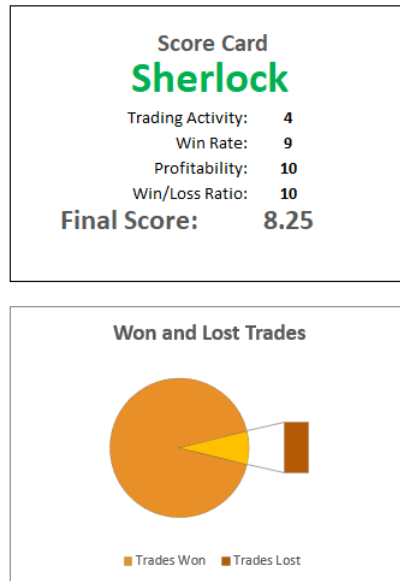 Score Card
Sherlock
Trading Activity: 4
Win Rate: 9
Profitability: 10
Win/Loss Ratio: 10
Final Score: 8.25
Won and Lost Trades
Trades Won Trades Lost